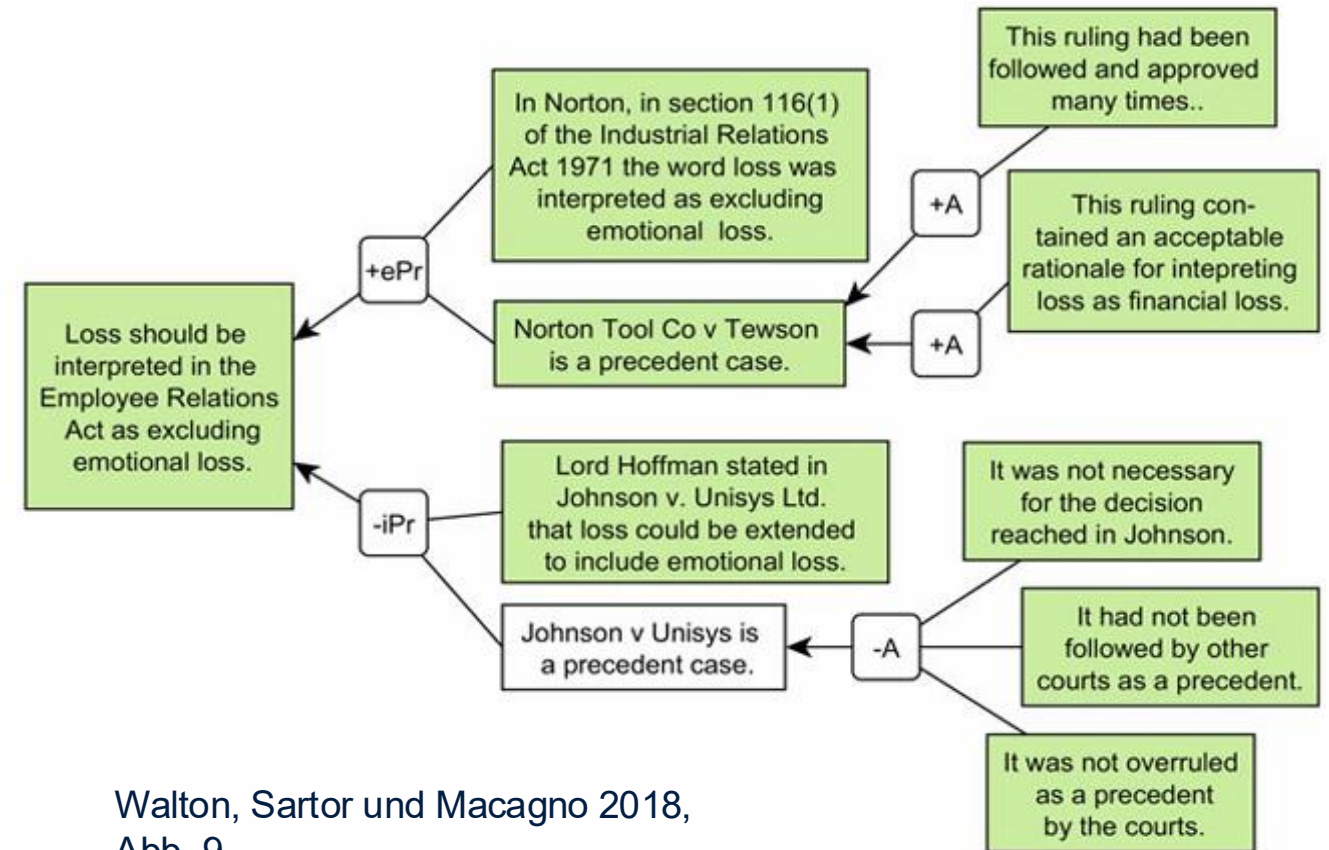 This ruling had been
followed and approved
many times..
In Norton, in section 116(1)
of the Industrial Relations
Act 1971 the word loss was
interpreted as excluding
emotional loss.
+A
This ruling con-
tained an acceptable
rationale for intepreting
loss as financial loss.
+ePr
Norton Tool Co v Tewson
is a precedent case.
+A
Loss should be
interpreted in the
Employee Relations
Act as excluding
emotional loss.
Lord Hoffman stated in
Johnson v. Unisys Ltd.
that loss could be extended
to include emotional loss.
-iPr
It was not necessary
for the decision
reached in Johnson.
Johnson v Unisys is
a precedent case.
-A
It had not been
followed by other
courts as a precedent.
It was not overruled
as a precedent
by the courts.
Walton, Sartor und Macagno 2018,
Abb. 9